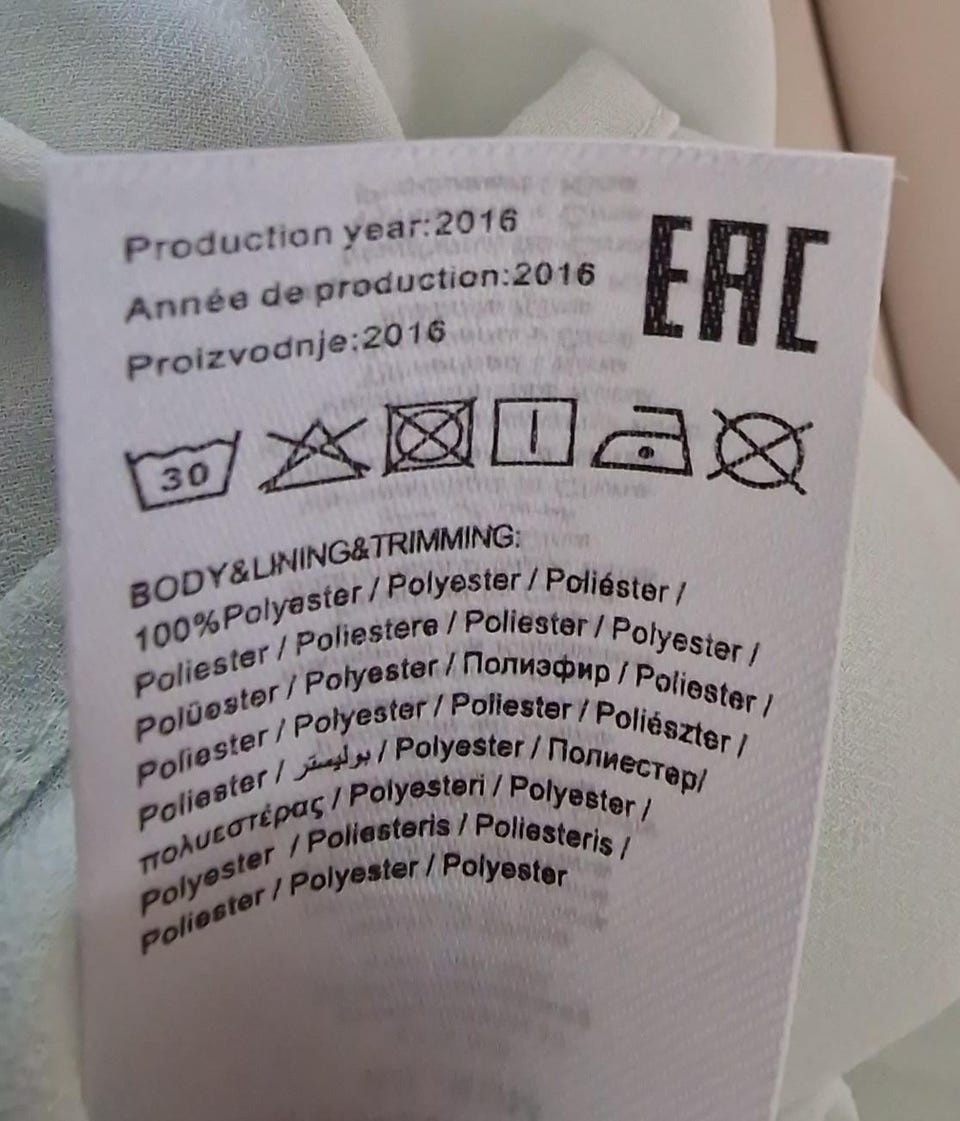 Production year:2016
Année de production:2016
Proizvodnje:2016
EAC
30
BODY&LINING&TRIMMING:
100%Polyester / Polyester / Poliéster /
Poliester / Poliestere / Poliester / Polyester /
Polüester / Polyester / Полиэфир / Poliester /
Poliester / Polyester / Poliester / Poliészter /
Poliester / بوليستر / Polyester / Полиестер/
πολυεστέρας / Polyesteri / Polyester /
Polyester / Poliesteris / Poliesteris /
Poliester / Polyester / Polyester